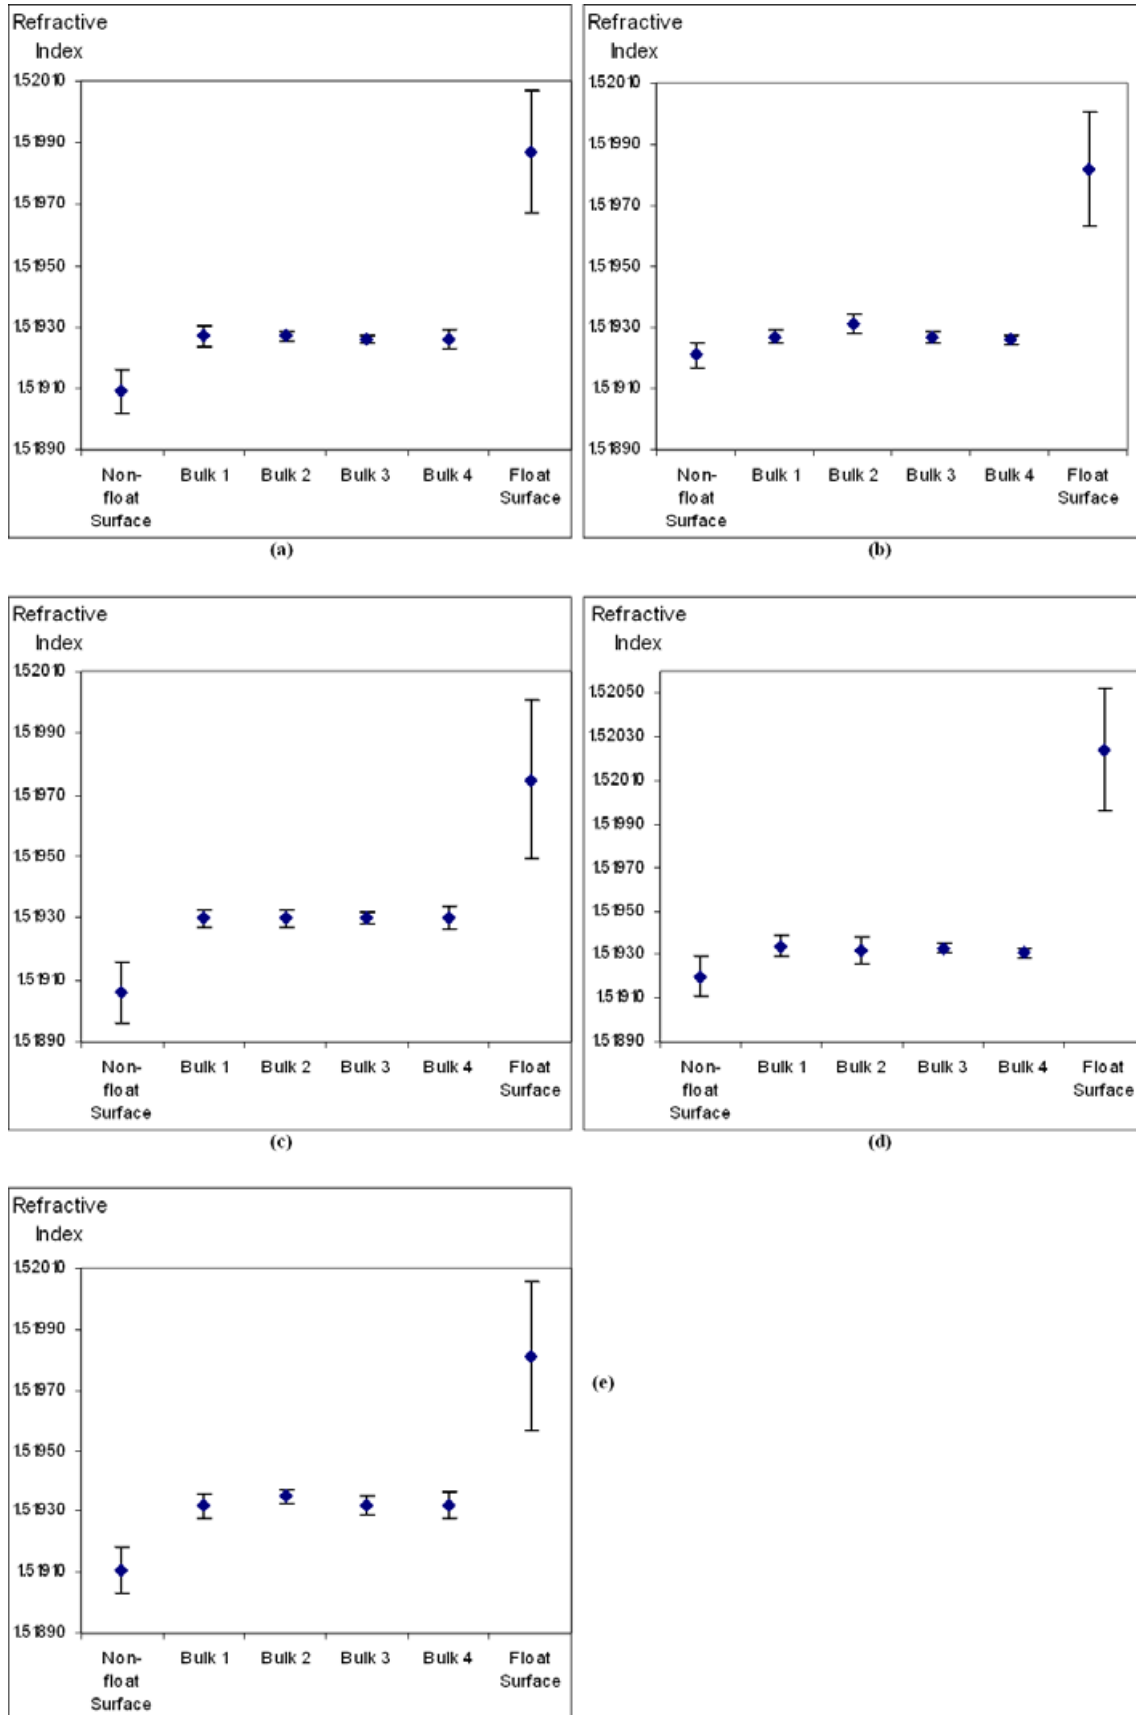 Refractive
Index
1.52010
1.51990
1.51970
1.51950
1.51930
1.51910
1.51890
Non-
float
Surface
Bulk 1
Bulk 2
Bulk 3
Bulk 4
Float
Surface
(a)
Refractive
Index
1.52010
1.51990
1.51970
1.51950
1.51930
1.51910
1.51890
Non-
float
Surface
Bulk 1
Bulk 2
Bulk 3
Bulk 4
Float
Surface
(b)
Refractive
Index
1.52010
1.51990
1.51970
1.51950
1.51930
1.51910
1.51890
Non-
float
Surface
Bulk 1
Bulk 2
Bulk 3
Bulk 4
Float
Surface
(c)
Refractive
Index
1.52050
1.52030
1.52010
1.51990
1.51970
1.51950
1.51930
1.51910
1.51890
Non-
float
Surface
Bulk 1
Bulk 2
Bulk 3
Bulk 4
Float
Surface
(d)
Refractive
Index
1.52010
1.51990
1.51970
1.51950
1.51930
1.51910
1.51890
Non-
float
Surface
Bulk 1
Bulk 2
Bulk 3
Bulk 4
Float
Surface
(e)